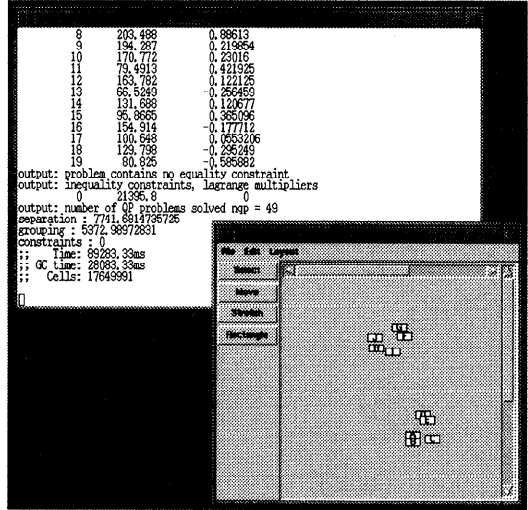 8 203.488 0.88613
9 194.287 0.219854
10 170.772 0.23016
11 79.4913 0.421925
12 163.782 0.122125
13 66.5249 -0.256459
14 131.688 0.120677
15 95.8665 0.365096
16 154.914 -0.177712
17 100.648 0.0553206
18 129.798 -0.295249
19 80.825 -0.585882
output: problem contains no equality constraint
output: inequality constraints, lagrange multipliers
0 21395.8 0
output: number of QP problems solved nqp = 49
separation : 7741.6814735725
grouping : 5372.98972831
constraints : 0
;; Time: 89283.33ms
;; GC time: 28083.33ms
;; Cells: 17649991
File Edit Layout
Select
Move
Stretch
Rectangle